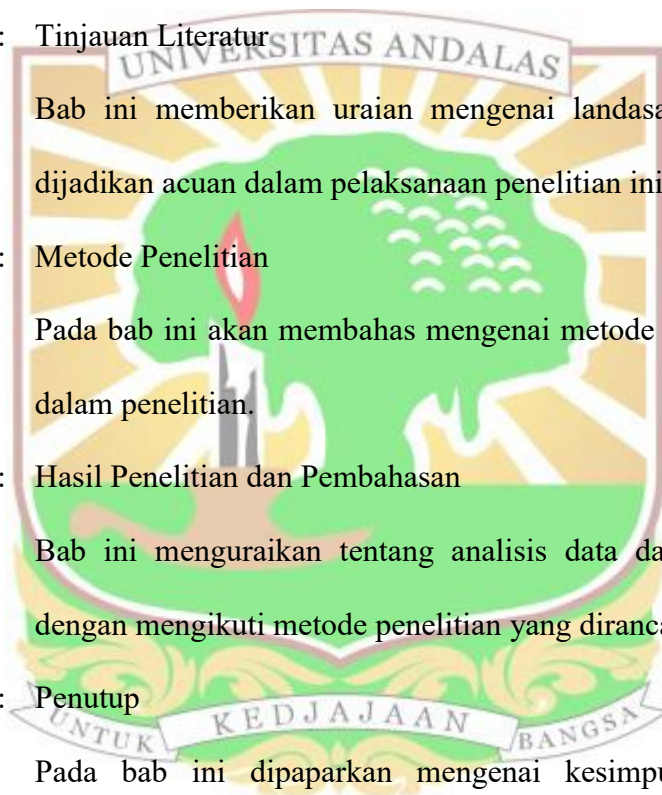 : Tinjauan Literatur
UNIVERSITAS ANDALAS
Bab ini memberikan uraian mengenai landasa
dijadikan acuan dalam pelaksanaan penelitian ini
: Metode Penelitian
Pada bab ini akan membahas mengenai metode
dalam penelitian.
: Hasil Penelitian dan Pembahasan
Bab ini menguraikan tentang analisis data da
dengan mengikuti metode penelitian yang diranca
: Penutup
UNTUK KEDJAJAAN BANGSA
Pada bab ini dipaparkan mengenai kesimpu